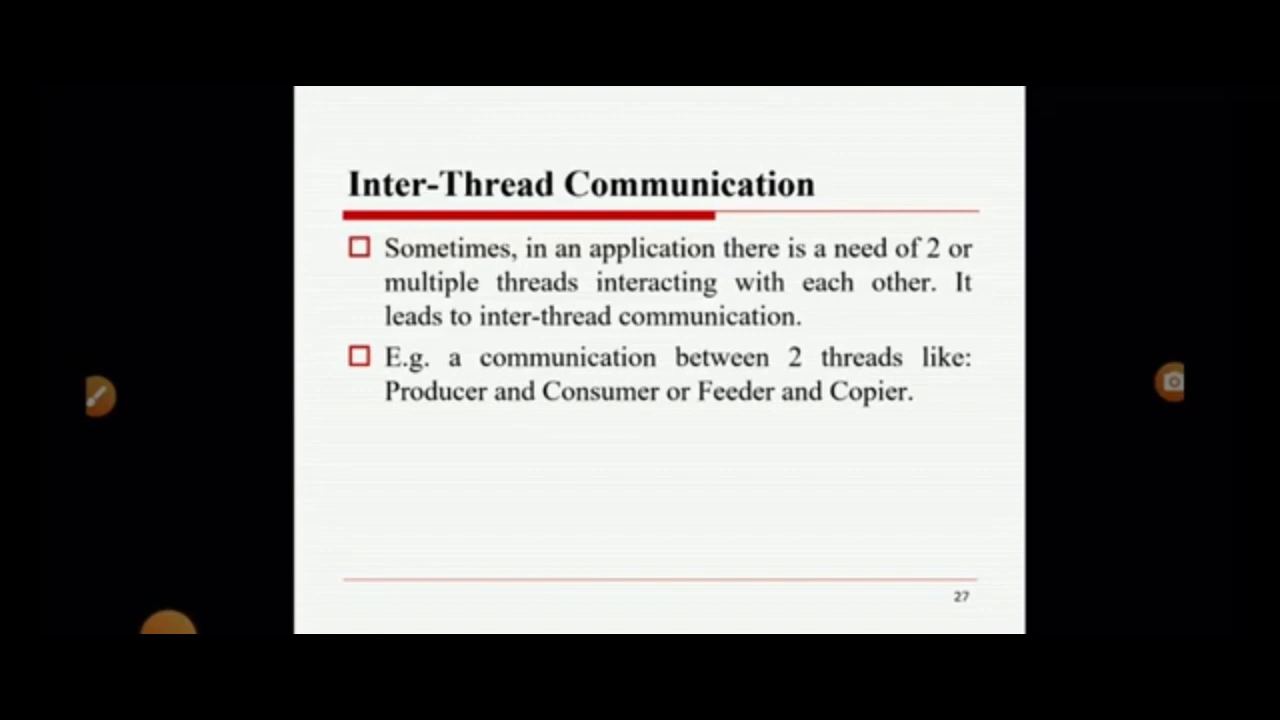 Inter-Thread Communication
Sometimes, in an application there is a need of 2 or
multiple threads interacting with each other. It
leads to inter-thread communication.
E.g. a communication between 2 threads like:
Producer and Consumer or Feeder and Copier.
27